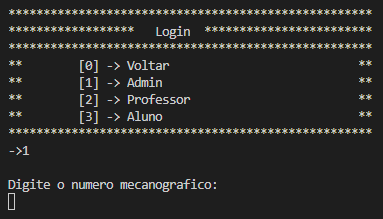 ****************************************************
******************   Login   ************************
****************************************************
**        [0] -> Voltar                           **
**        [1] -> Admin                            **
**        [2] -> Professor                        **
**        [3] -> Aluno                            **
****************************************************
->1
Digite o numero mecanografico: